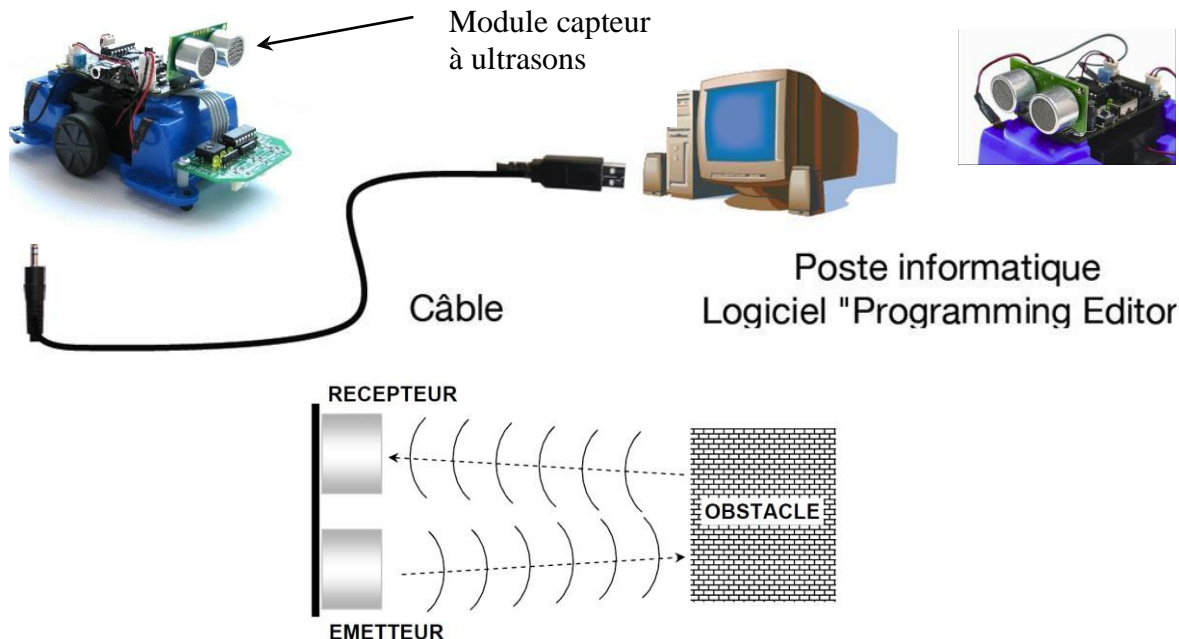 Module capteur
à ultrasons
Câble
Poste informatique
Logiciel "Programming Editor
RECEPTEUR
OBSTACLE
EMETTEUR